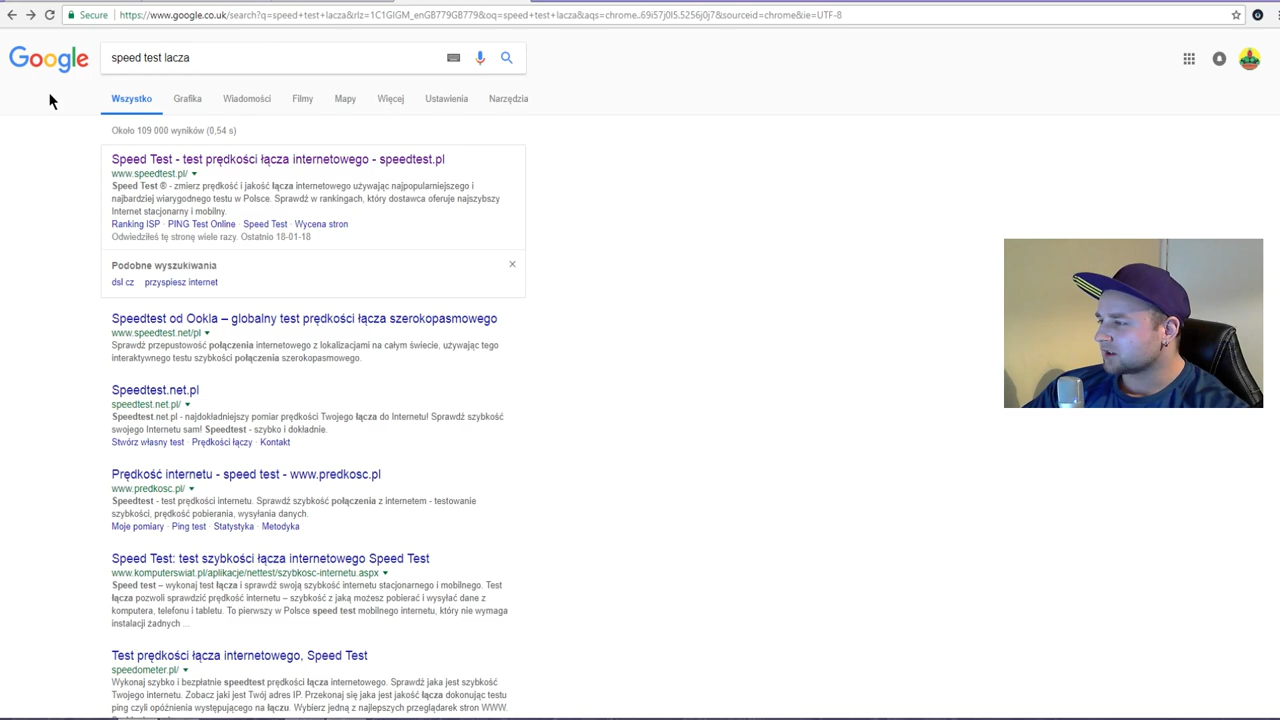 Secure
https://www.google.co.uk/search?q=speed+test+lacza&rlz=1C1GIGM_enGB779GB779&oq=speed+test+lacza&aqs=chrome..69i57j0l5.5256j0j7&sourceid=chrome&ie=UTF-8
Google
speed test lacza
Wszystko Grafika Wiadomości Filmy Mapy Więcej Ustawienia Narzędzia
Około 109 000 wyników (0,54 s)
Speed Test - test prędkości łącza internetowego - speedtest.pl
www.speedtest.pl/
Speed Test ® - zmierz prędkość i jakość łącza internetowego używając najpopularniejszego i
najbardziej wiarygodnego testu w Polsce. Sprawdź w rankingach, który dostawca oferuje najszybszy
Internet stacjonarny i mobilny.
Ranking ISP · PING Test Online · Speed Test · Wycena stron
Odwiedziłeś tę stronę wiele razy. Ostatnio 18-01-18
Podobne wyszukiwania
dsl cz przyspiesz internet
Speedtest od Ookla – globalny test prędkości łącza szerokopasmowego
www.speedtest.net/pl
Sprawdź przepustowość połączenia internetowego z lokalizacjami na całym świecie, używając tego
interaktywnego testu szybkości połączenia szerokopasmowego.
Speedtest.net.pl
speedtest.net.pl/
Speedtest.net.pl - najdokładniejszy pomiar prędkości Twojego łącza do Internetu! Sprawdź szybkość
swojego Internetu sam! Speedtest - szybko i dokładnie.
Stwórz własny test · Prędkości łączy · Kontakt
Prędkość internetu - speed test - www.predkosc.pl
www.predkosc.pl/
Speedtest - test prędkości internetu. Sprawdź szybkość połączenia z internetem - testowanie
szybkości, prędkość pobierania, wysyłania danych.
Moje pomiary · Ping test · Statystyka · Metodyka
Speed Test: test szybkości łącza internetowego Speed Test
www.komputerswiat.pl/aplikacje/nettest/szybkosc-internetu.aspx
Speed test – wykonaj test łącza i sprawdź swoją szybkość internetu stacjonarnego i mobilnego. Test
łącza pozwoli sprawdzić prędkość internetu – szybkość z jaką możesz pobierać i wysyłać dane z
komputera, telefonu i tabletu. To pierwszy w Polsce speed test mobilnego internetu, który nie wymaga
instalacji żadnych ...
Test prędkości łącza internetowego, Speed Test
speedometer.pl/
Wykonaj szybko i bezpłatnie speedtest prędkości łącza internetowego. Sprawdź jaka jest szybkość
Twojego internetu. Zobacz jaki jest Twój adres IP. Przekonaj się jaka jest jakość łącza dokonując testu
ping czyli opóźnienia występującego na łączu. Wybierz jedną z najlepszych przeglądarek stron WWW.